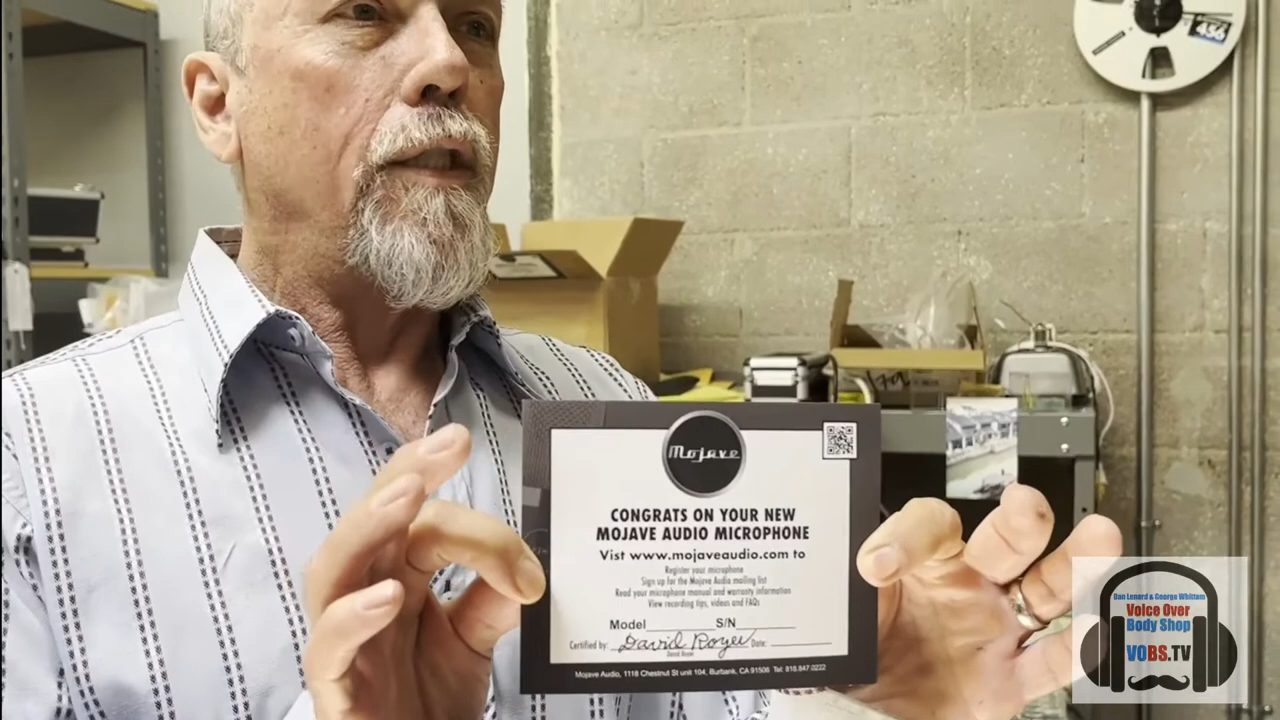 456
Mojave
CONGRATS ON YOUR NEW
MOJAVE AUDIO MICROPHONE
Vist www.mojaveaudio.com to
Register your microphone
Sign up for the Mojave Audio mailing list
Read your microphone manual and warranty information
View recording tips, videos and FAQs
Model S/N
Certified by: David Royer Date:
David Royer
Mojave Audio, 1118 Chestnut St unit 104, Burbank, CA 91506 Tel: 818.847.0222
Dan Lenard & George Whittam
Voice Over
Body Shop
VOBS.TV